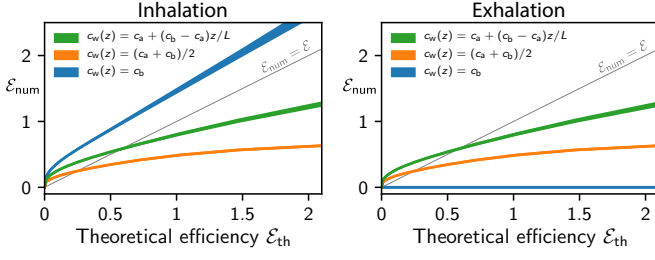 Inhalation
Exhalation
c_w(z) = c_a + (c_b − c_a)z/L
c_w(z) = (c_a + c_b)/2
c_w(z) = c_b
ℰ_num = ℰ
ℰ_num
2
1
0
0
0.5
1
1.5
2
Theoretical efficiency ℰ_th
c_w(z) = c_a + (c_b − c_a)z/L
c_w(z) = (c_a + c_b)/2
c_w(z) = c_b
ℰ_num = ℰ
2
1
0
0
0.5
1
1.5
2
Theoretical efficiency ℰ_th